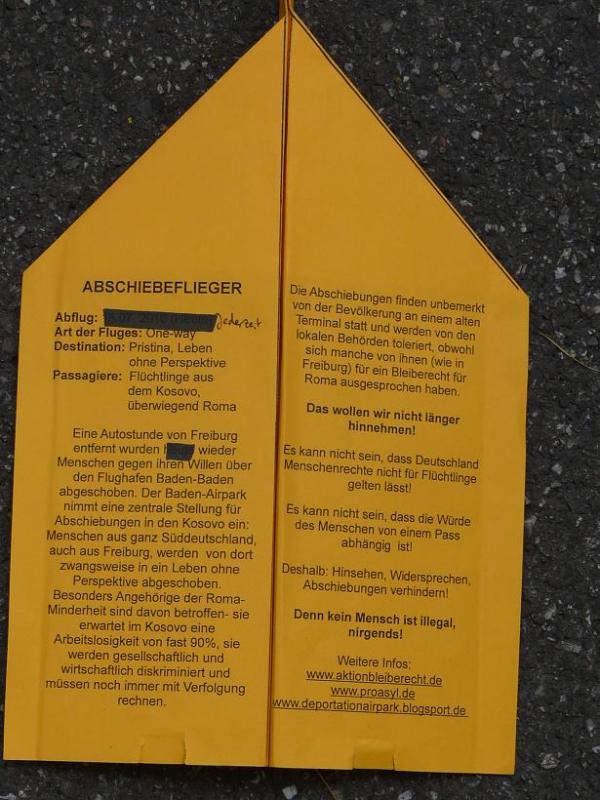 ABSCHIEBEFLIEGER
Abflug: jederzeit
Art der Fluges: One-way
Destination: Pristina, Leben
ohne Perspektive
Passagiere: Flüchtlinge aus
dem Kosovo,
überwiegend Roma
Eine Autostunde von Freiburg
entfernt wurden wieder
Menschen gegen ihren Willen über
den Flughafen Baden-Baden
abgeschoben. Der Baden-Airpark
nimmt eine zentrale Stellung für
Abschiebungen in den Kosovo ein:
Menschen aus ganz Süddeutschland,
auch aus Freiburg, werden von dort
zwangsweise in ein Leben ohne
Perspektive abgeschoben.
Besonders Angehörige der Roma-
Minderheit sind davon betroffen- sie
erwartet im Kosovo eine
Arbeitslosigkeit von fast 90%, sie
werden gesellschaftlich und
wirtschaftlich diskriminiert und
müssen noch immer mit Verfolgung
rechnen.
Die Abschiebungen finden unbemerkt
von der Bevölkerung an einem alten
Terminal statt und werden von den
lokalen Behörden toleriert, obwohl
sich manche von ihnen (wie in
Freiburg) für ein Bleiberecht für
Roma ausgesprochen haben.
Das wollen wir nicht länger
hinnehmen!
Es kann nicht sein, dass Deutschland
Menschenrechte nicht für Flüchtlinge
gelten lässt!
Es kann nicht sein, dass die Würde
des Menschen von einem Pass
abhängig ist!
Deshalb: Hinsehen, Widersprechen,
Abschiebungen verhindern!
Denn kein Mensch ist illegal,
nirgends!
Weitere Infos:
www.aktionbleiberecht.de
www.proasyl.de
www.deportationairpark.blogsport.de